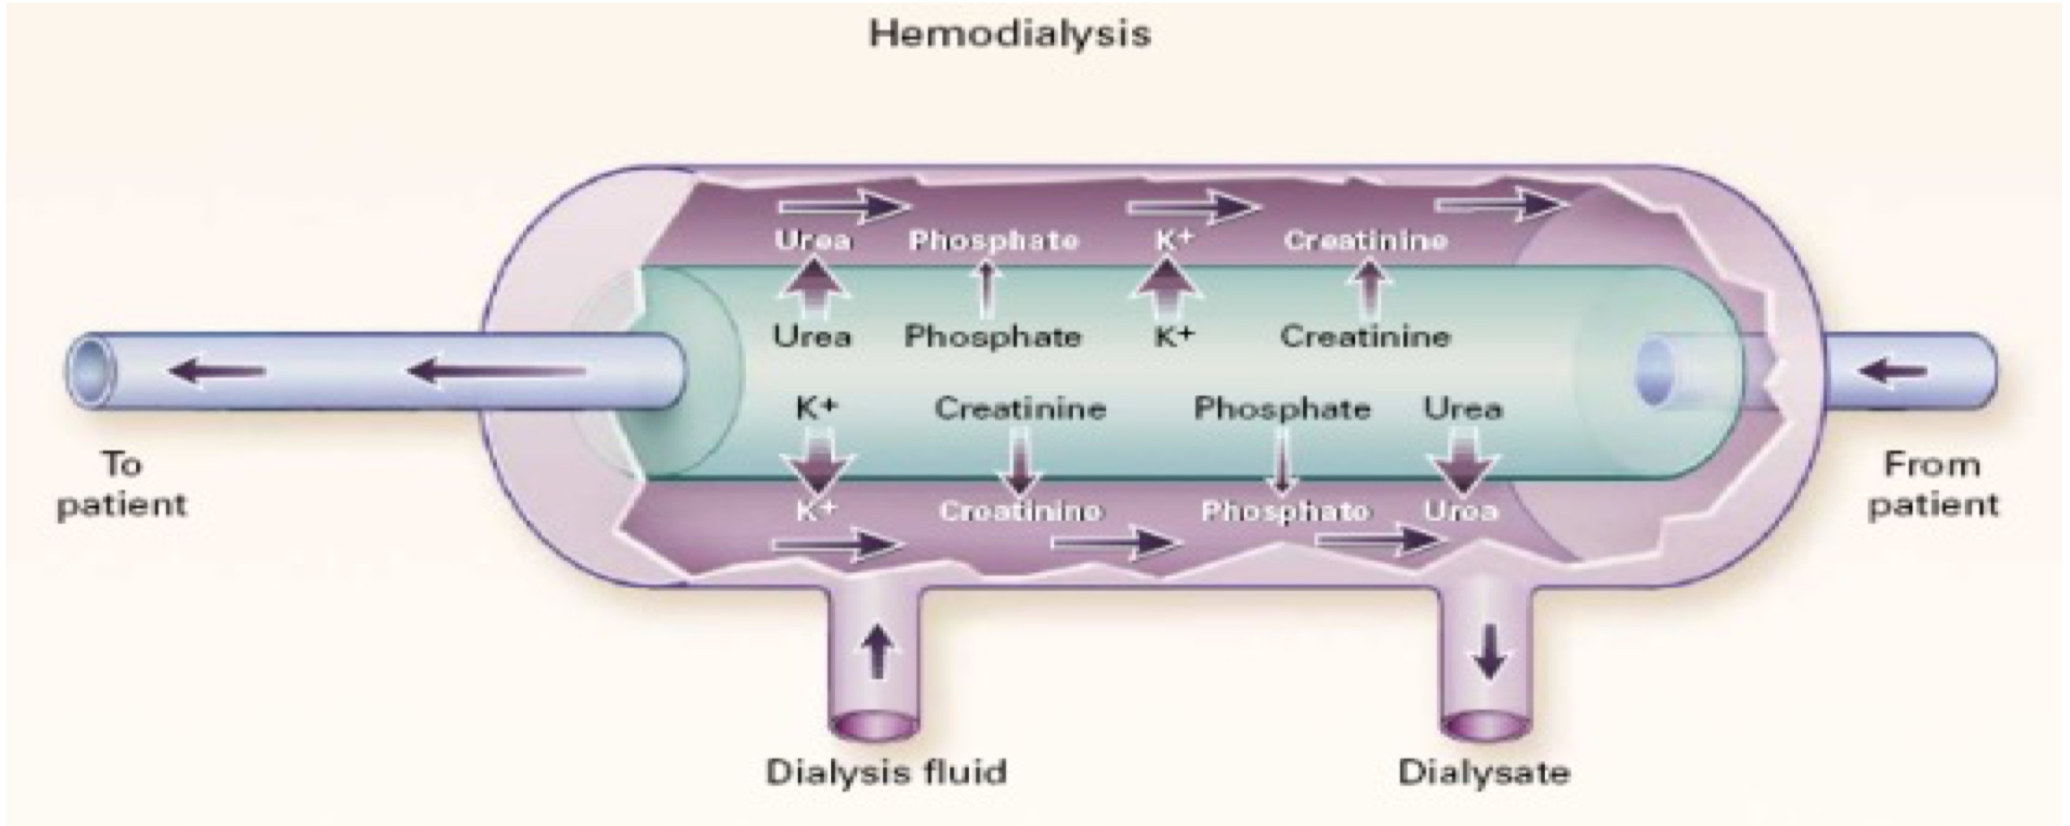 Hemodialysis
Urea Phosphate K+ Creatinine
Urea Phosphate K+ Creatinine
K+ Creatinine Phosphate Urea
K+ Creatinine Phosphate Urea
To
patient
From
patient
Dialysis fluid
Dialysate